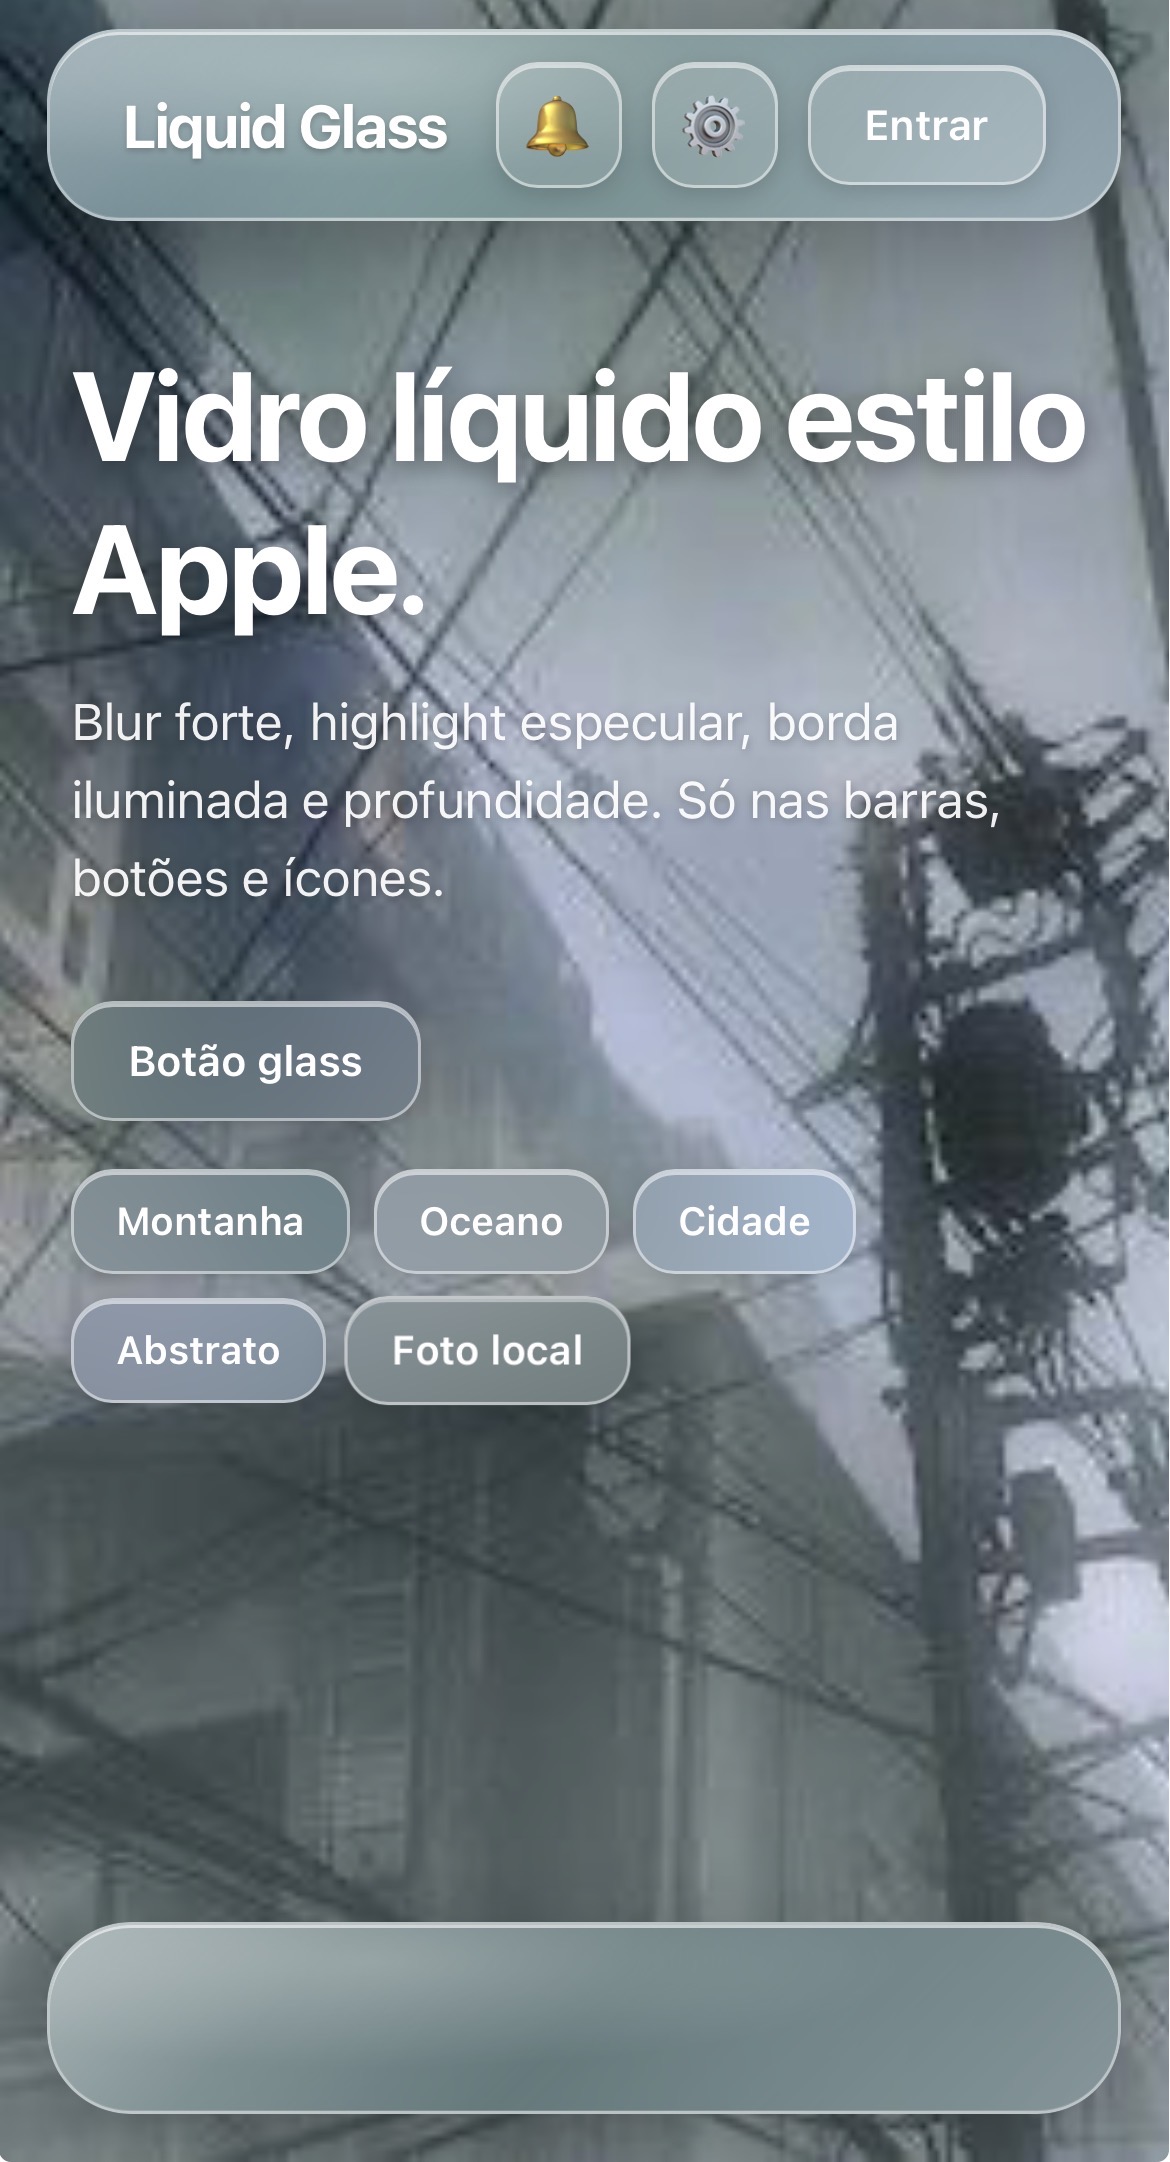 Liquid Glass Entrar
Vidro líquido estilo
Apple.
Blur forte, highlight especular, borda
iluminada e profundidade. Só nas barras,
botões e ícones.
Botão glass
Montanha Oceano Cidade
Abstrato Foto local